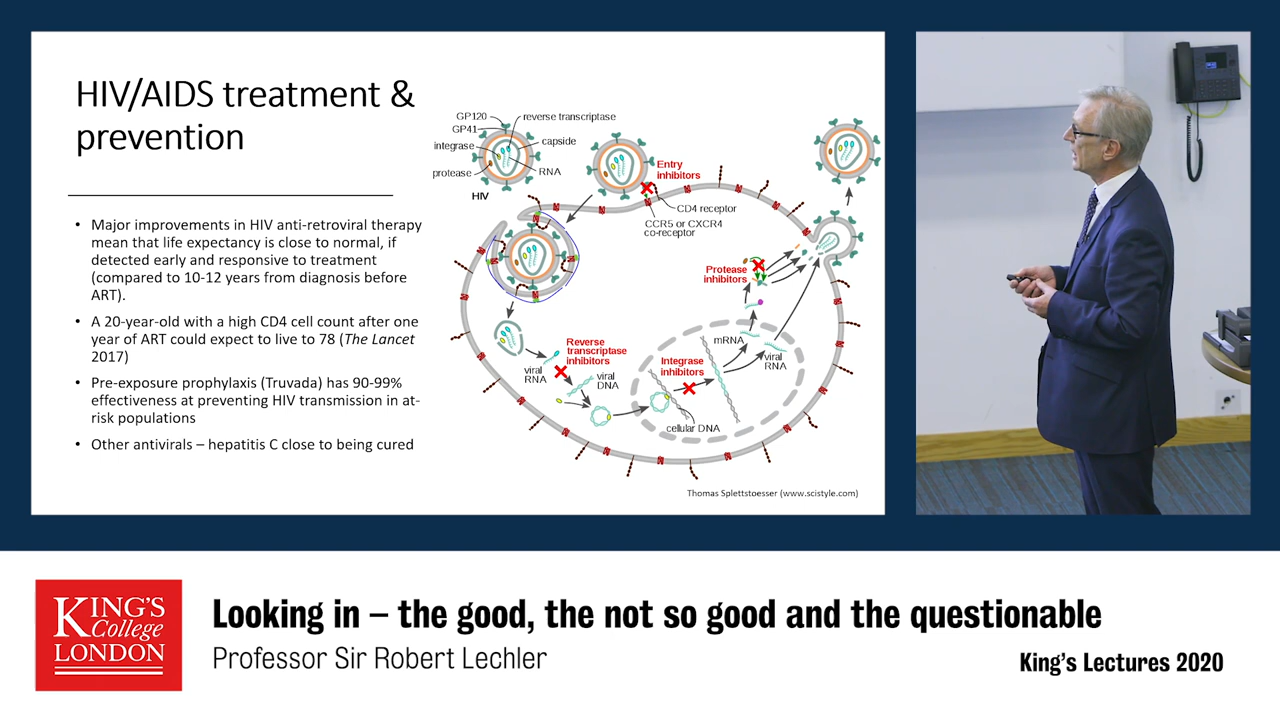 HIV/AIDS treatment &
prevention
• Major improvements in HIV anti-retroviral therapy
mean that life expectancy is close to normal, if
detected early and responsive to treatment
(compared to 10-12 years from diagnosis before
ART).
• A 20-year-old with a high CD4 cell count after one
year of ART could expect to live to 78 (The Lancet
2017)
• Pre-exposure prophylaxis (Truvada) has 90-99%
effectiveness at preventing HIV transmission in at-
risk populations
• Other antivirals – hepatitis C close to being cured
GP120
GP41
integrase
protease
reverse transcriptase
capside
RNA
HIV
Entry
inhibitors
CD4 receptor
CCR5 or CXCR4
co-receptor
Protease
inhibitors
Reverse
transcriptase
inhibitors
viral
RNA
viral
DNA
Integrase
inhibitors
mRNA
viral
RNA
cellular DNA
Thomas Splettstoesser (www.scistyle.com)
KING'S
College
LONDON
Looking in – the good, the not so good and the questionable
Professor Sir Robert Lechler
King's Lectures 2020